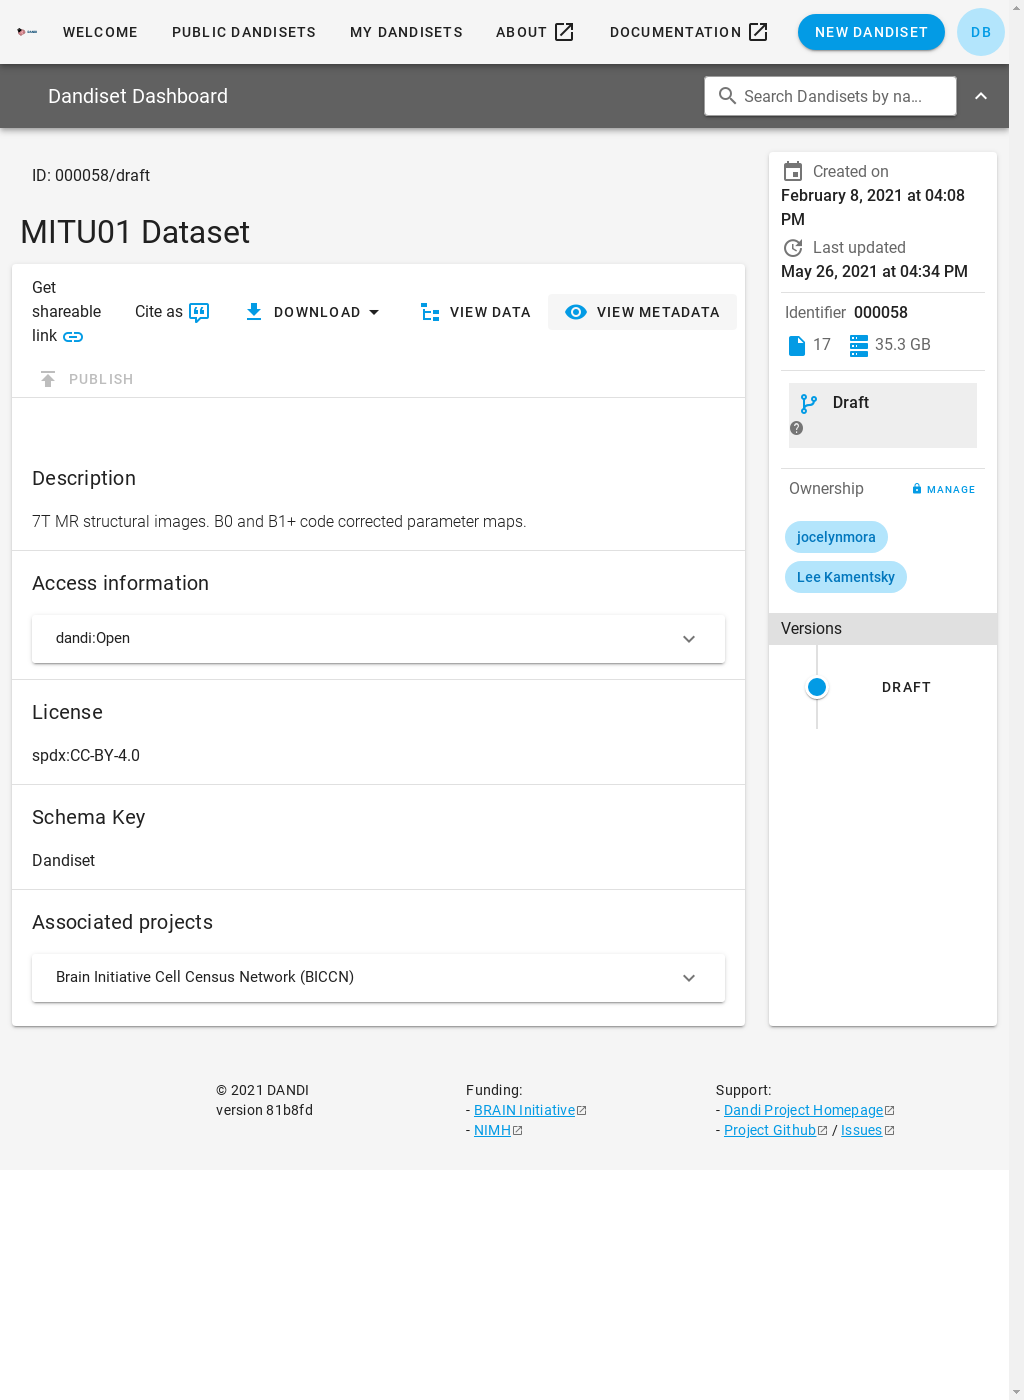 WELCOME PUBLIC DANDISETS MY DANDISETS ABOUT DOCUMENTATION NEW DANDISET DB
Dandiset Dashboard
Search Dandisets by na...
ID: 000058/draft
MITU01 Dataset
Get
shareable
link
Cite as
DOWNLOAD
VIEW DATA
VIEW METADATA
PUBLISH
Description
7T MR structural images. B0 and B1+ code corrected parameter maps.
Access information
dandi:Open
License
spdx:CC-BY-4.0
Schema Key
Dandiset
Associated projects
Brain Initiative Cell Census Network (BICCN)
Created on
February 8, 2021 at 04:08
PM
Last updated
May 26, 2021 at 04:34 PM
Identifier 000058
17 35.3 GB
Draft
Ownership MANAGE
jocelynmora
Lee Kamentsky
Versions
DRAFT
© 2021 DANDI
version 81b8fd
Funding:
- BRAIN Initiative
- NIMH
Support:
- Dandi Project Homepage
- Project Github / Issues